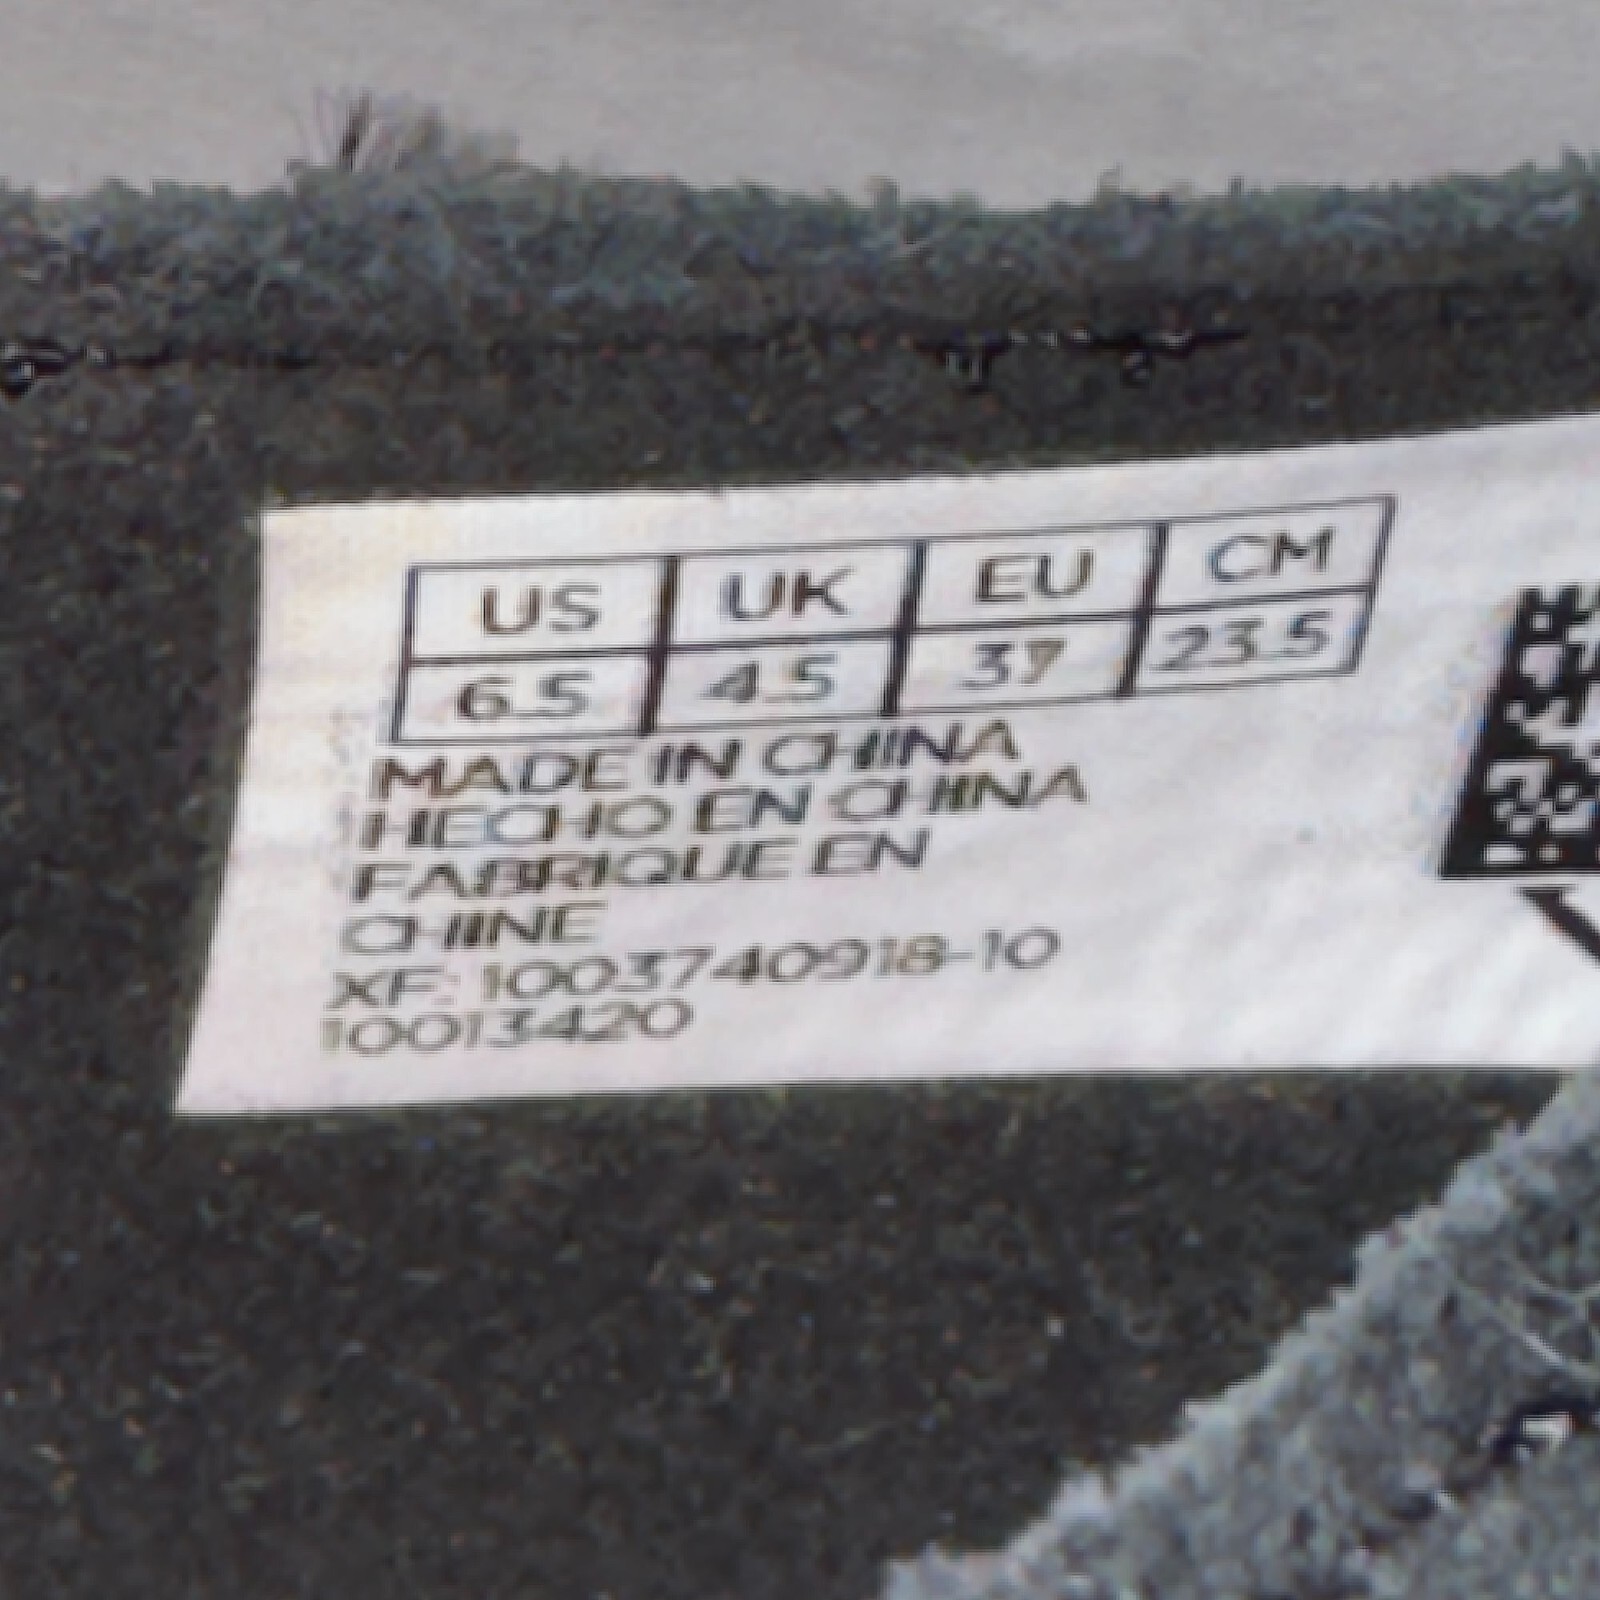 US UK EU CM
6.5 4.5 37 23.5
MADE IN CHINA
HECHO EN CHINA
FABRIQUE EN
CHINE
XF: 1003740918-10
10013420